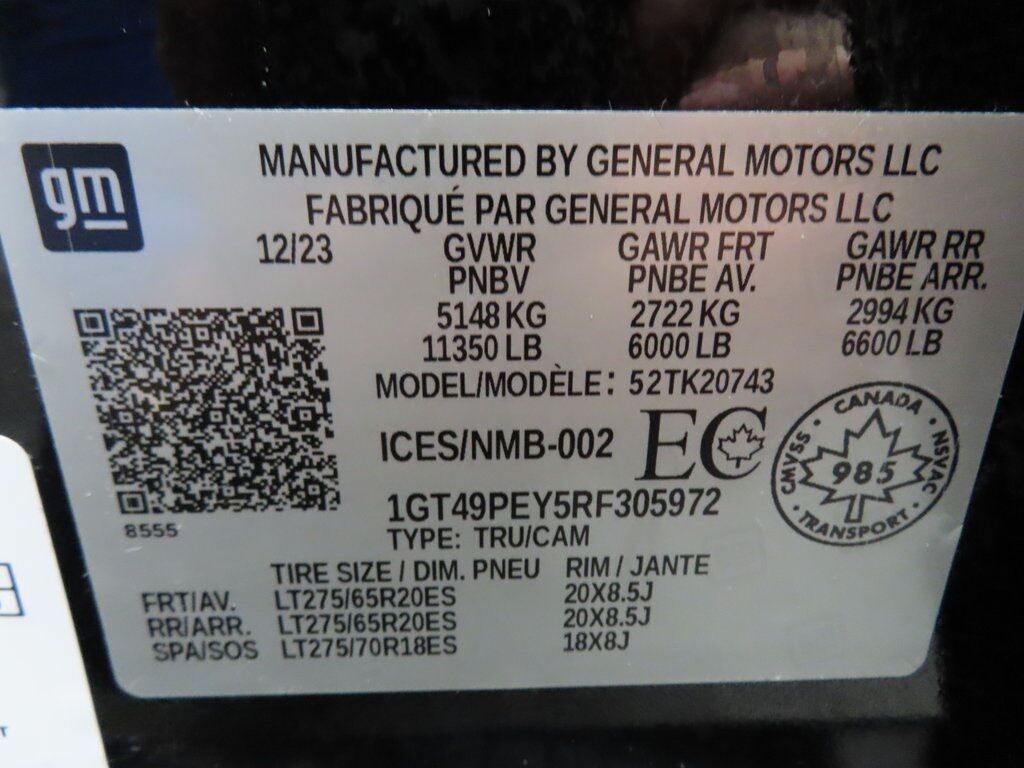 gm
MANUFACTURED BY GENERAL MOTORS LLC
FABRIQUÉ PAR GENERAL MOTORS LLC
12/23 GVWR GAWR FRT GAWR RR
PNBV PNBE AV. PNBE ARR.
5148 KG 2722 KG 2994 KG
11350 LB 6000 LB 6600 LB
MODEL/MODÈLE: 52TK20743
ICES/NMB-002 EC
CANADA
CMVSS 985 NSVAC
TRANSPORT
1GT49PEY5RF305972
8555
TYPE: TRU/CAM
TIRE SIZE / DIM. PNEU RIM / JANTE
FRT/AV. LT275/65R20ES 20X8.5J
RR/ARR. LT275/65R20ES 20X8.5J
SPA/SOS LT275/70R18ES 18X8J